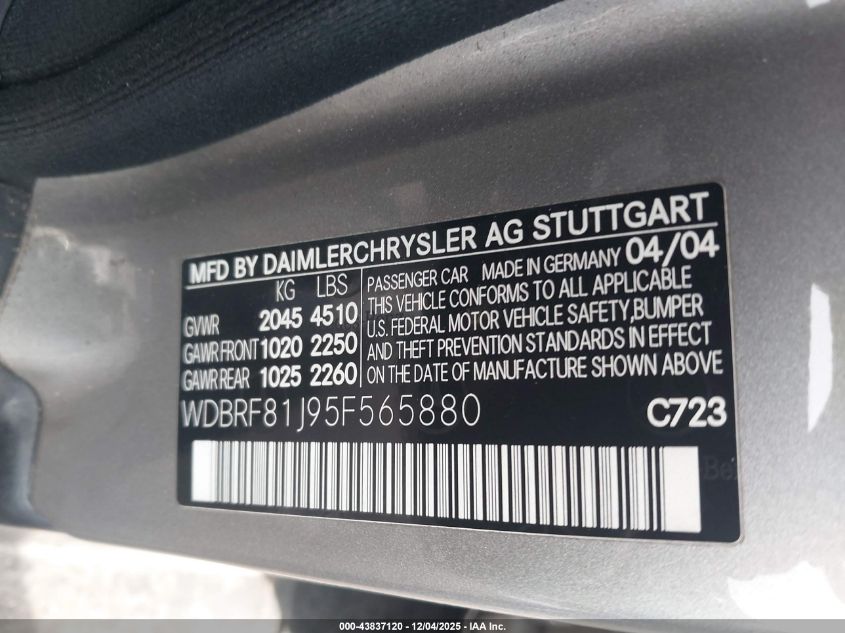 MFD BY DAIMLERCHRYSLER AG STUTTGART
KG LBS
GVWR 2045 4510
GAWR FRONT 1020 2250
GAWR REAR 1025 2260
PASSENGER CAR MADE IN GERMANY 04/04
THIS VEHICLE CONFORMS TO ALL APPLICABLE
U.S. FEDERAL MOTOR VEHICLE SAFETY,BUMPER
AND THEFT PREVENTION STANDARDS IN EFFECT
ON THE DATE OF MANUFACTURE SHOWN ABOVE
WDBRF81J95F565880 C723
000-43837120 - 12/04/2025 - IAA Inc.